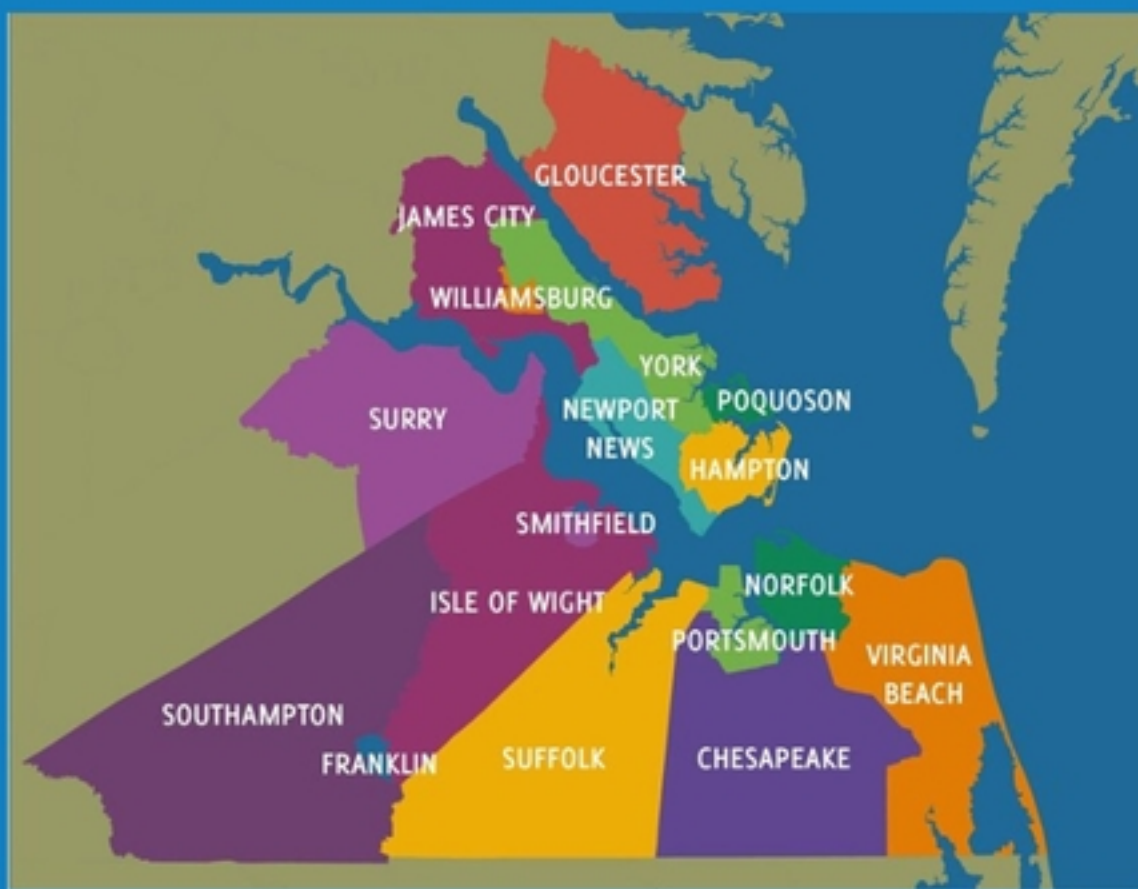 GLOUCESTER
JAMES CITY
WILLIAMSBURG
YORK
POQUOSON
NEWPORT
NEWS
SURRY
HAMPTON
SMITHFIELD
NORFOLK
ISLE OF WIGHT
PORTSMOUTH
VIRGINIA
BEACH
SOUTHAMPTON
FRANKLIN
SUFFOLK
CHESAPEAKE